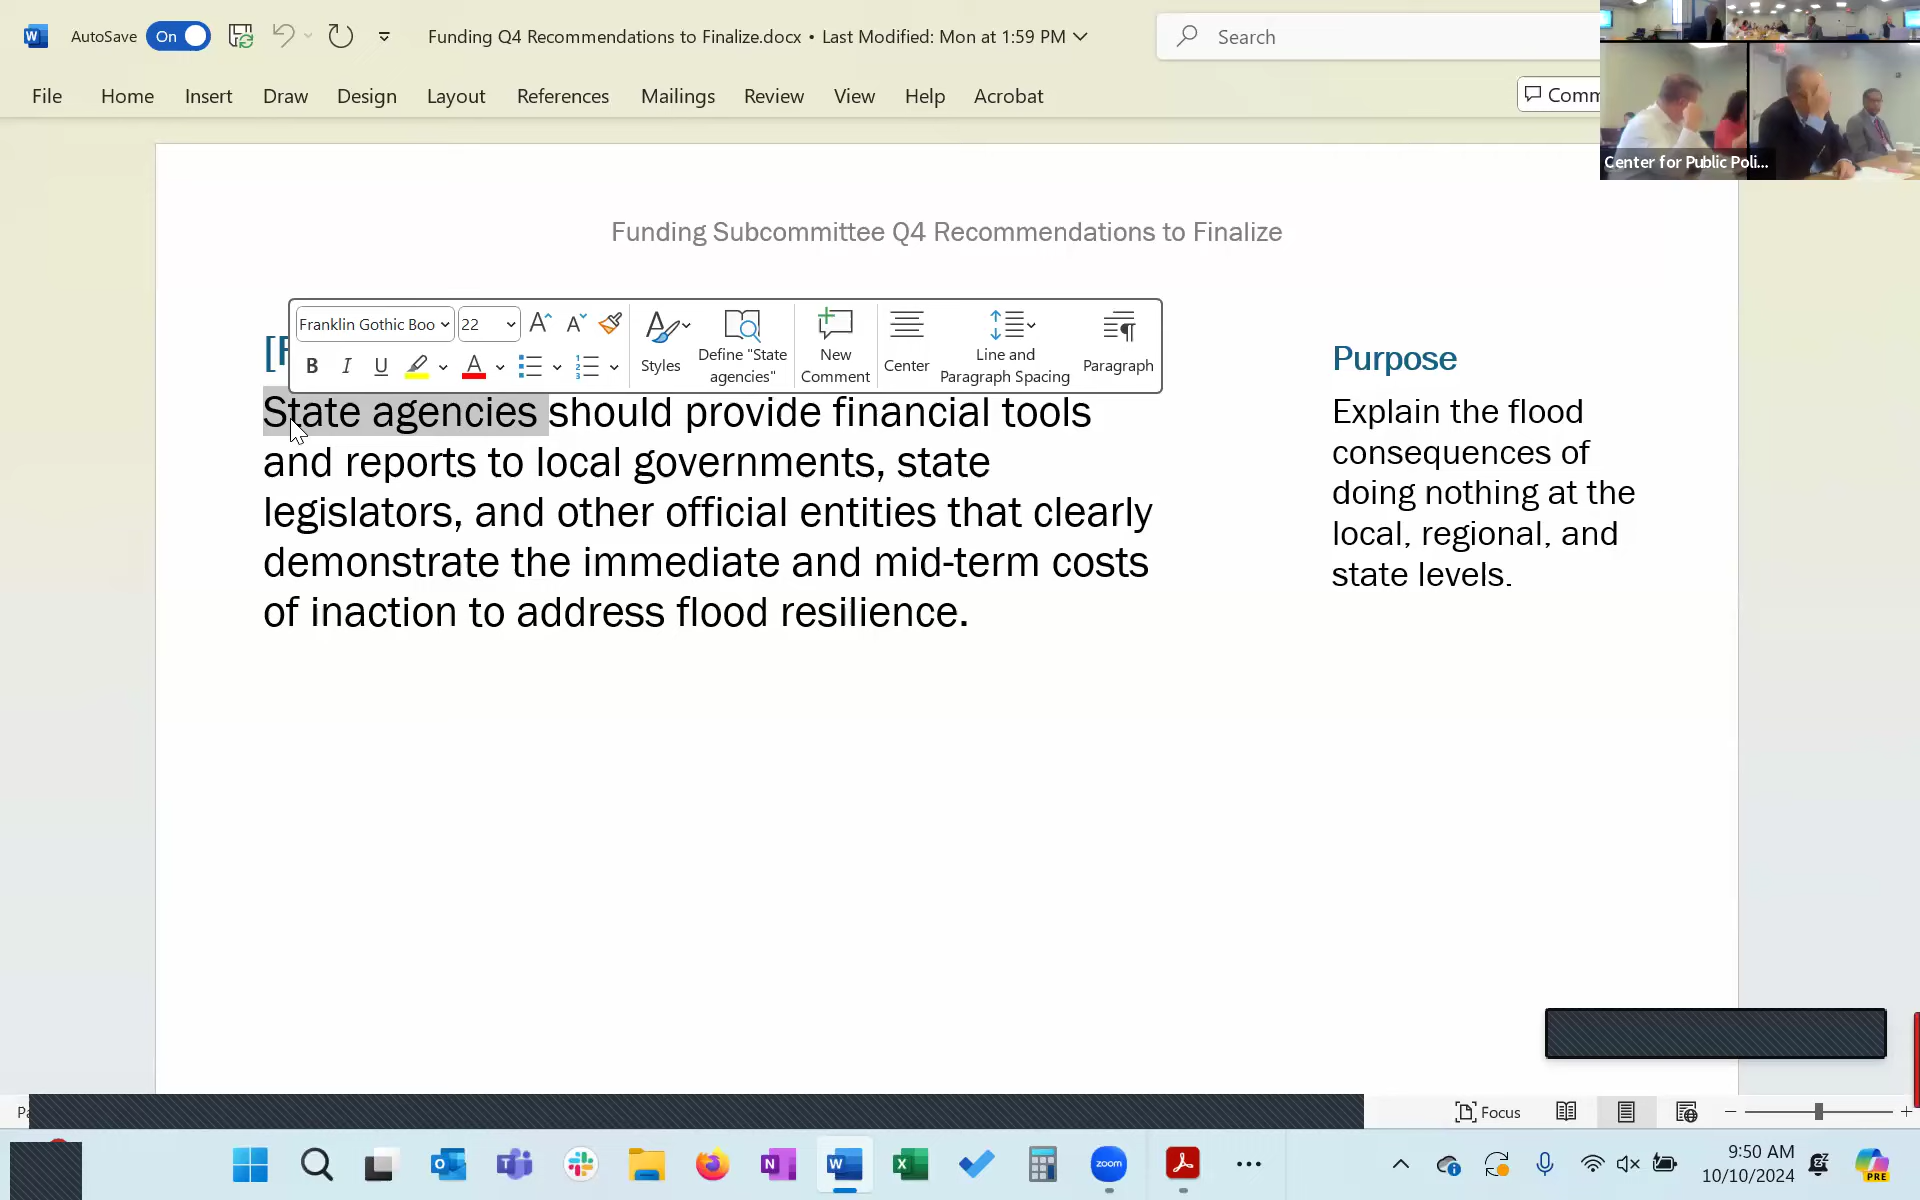 AutoSave On Funding Q4 Recommendations to Finalize.docx • Last Modified: Mon at 1:59 PM Search
File Home Insert Draw Design Layout References Mailings Review View Help Acrobat Comm
Center for Public Poli...
Funding Subcommittee Q4 Recommendations to Finalize
Franklin Gothic Boo 22
B I U
Styles
Define "State
agencies"
New
Comment
Center
Line and
Paragraph Spacing
Paragraph
State agencies should provide financial tools
and reports to local governments, state
legislators, and other official entities that clearly
demonstrate the immediate and mid-term costs
of inaction to address flood resilience.
Purpose
Explain the flood
consequences of
doing nothing at the
local, regional, and
state levels.
Focus
zoom
9:50 AM
10/10/2024
PRE